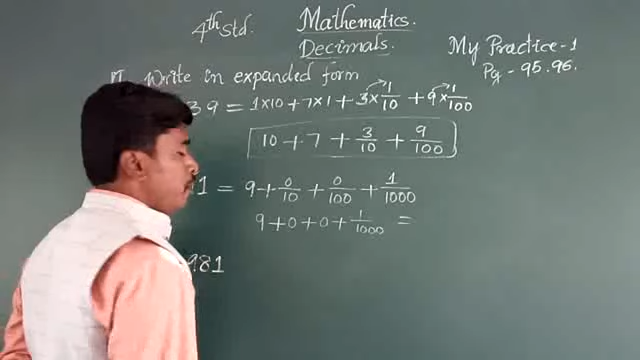 4th Std. Mathematics.
Decimals.
My Practice-1
Pg - 95.96.
Write in expanded form
39 = 1×10 + 7×1 + 3×1/10 + 9×1/100
10 + 7 + 3/10 + 9/100
1 = 9 + 0/10 + 0/100 + 1/1000
9 + 0 + 0 + 1/1000 =
981